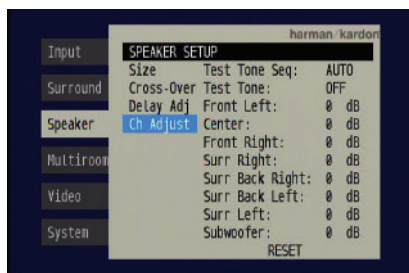 harman/kardon
Input
Surround
Speaker
Multiroom
Video
System
SPEAKER SETUP
Size Test Tone Seq: AUTO
Cross-Over Test Tone: OFF
Delay Adj Front Left: 0 dB
Ch Adjust Center: 0 dB
Front Right: 0 dB
Surr Right: 0 dB
Surr Back Right: 0 dB
Surr Back Left: 0 dB
Surr Left: 0 dB
Subwoofer: 0 dB
RESET